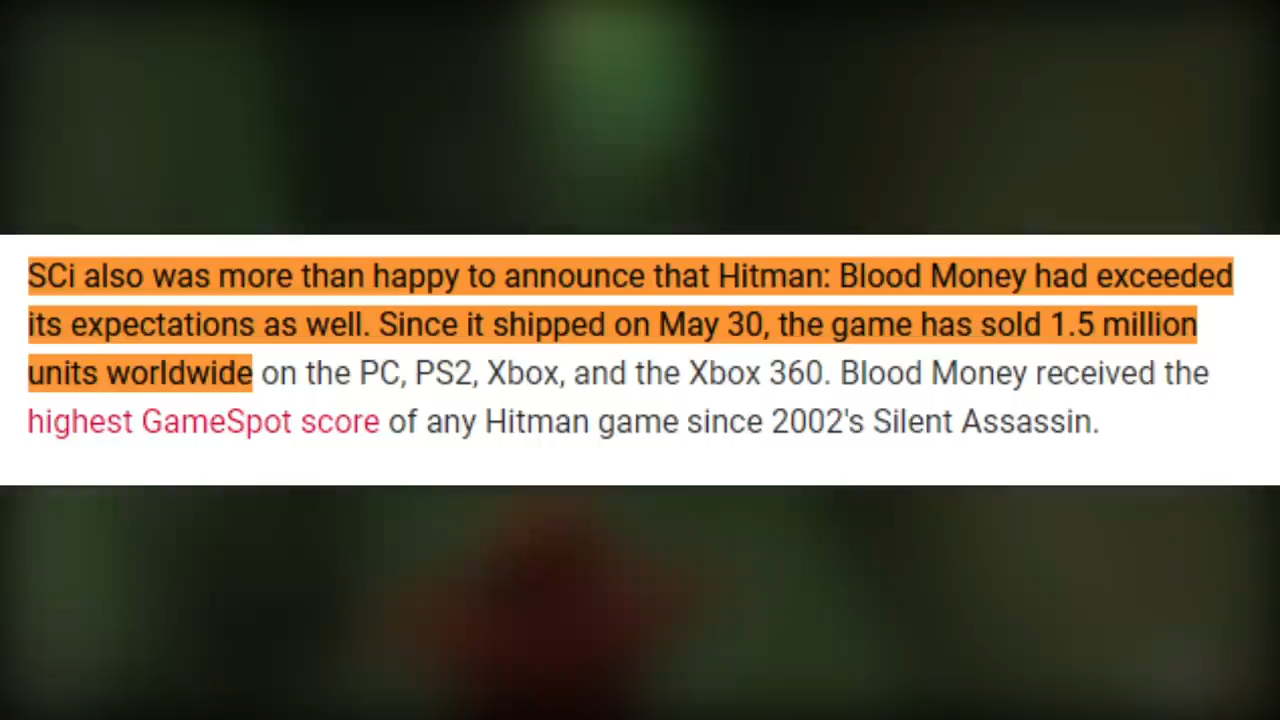 SCi also was more than happy to announce that Hitman: Blood Money had exceeded
its expectations as well. Since it shipped on May 30, the game has sold 1.5 million
units worldwide on the PC, PS2, Xbox, and the Xbox 360. Blood Money received the
highest GameSpot score of any Hitman game since 2002's Silent Assassin.